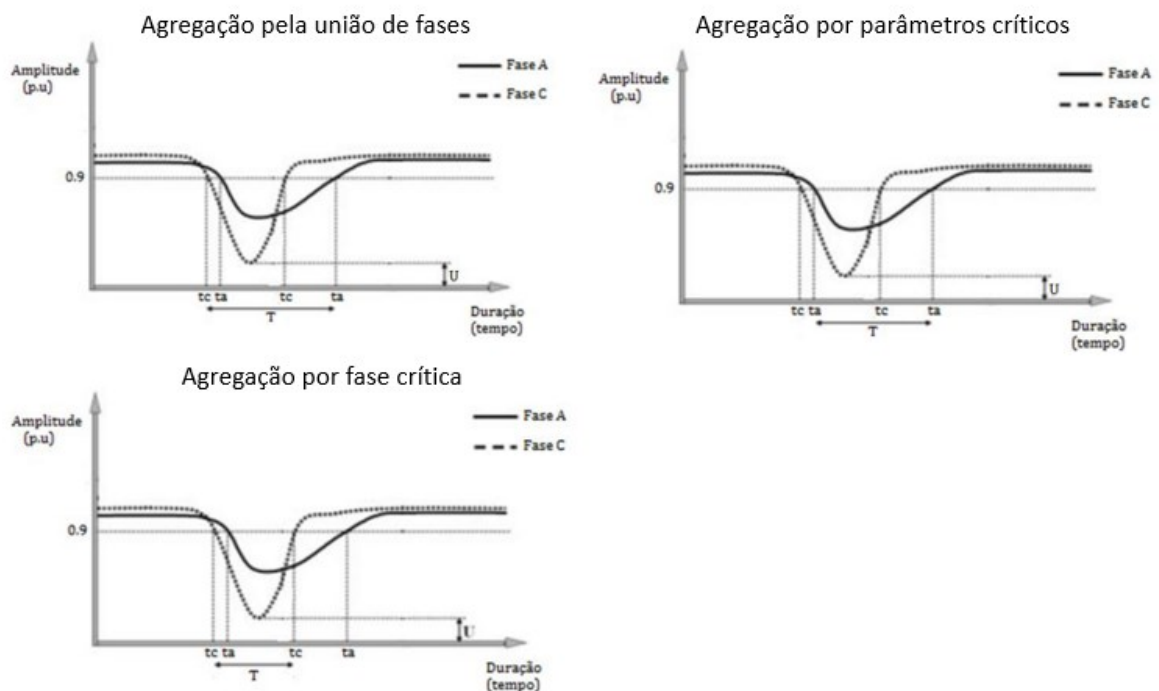 Agregação pela união de fases
Amplitude
(p.u)
Fase A
Fase C
0.9
U
tc ta tc ta
T
Duração
(tempo)
Agregação por parâmetros críticos
Amplitude
(p.u)
Fase A
Fase C
0.9
U
tc ta tc ta
T
Duração
(tempo)
Agregação por fase crítica
Amplitude
(p.u)
Fase A
Fase C
0.9
U
tc ta tc ta
T
Duração
(tempo)